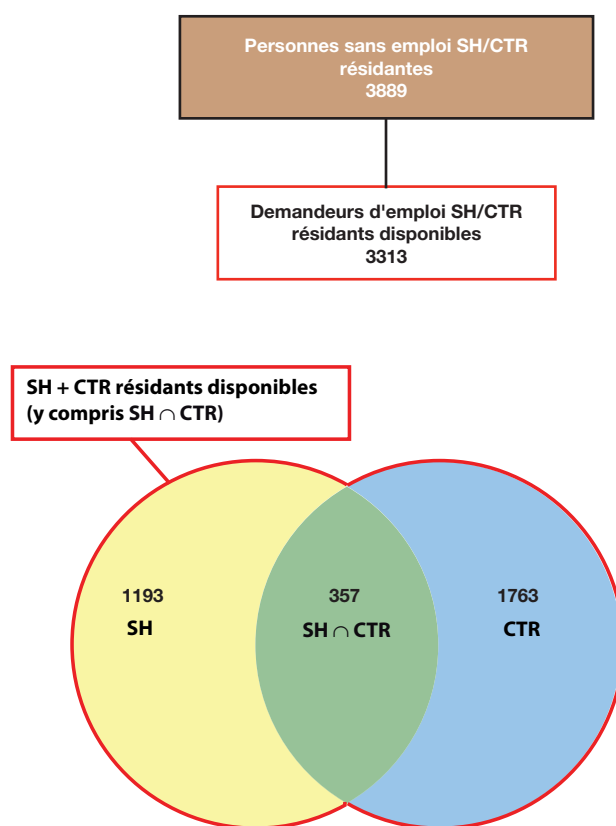 Personnes sans emploi SH/CTR
résidantes
3889
Demandeurs d'emploi SH/CTR
résidants disponibles
3313
SH + CTR résidants disponibles
(y compris SH ∩ CTR)
1193 357 1763
SH SH ∩ CTR CTR